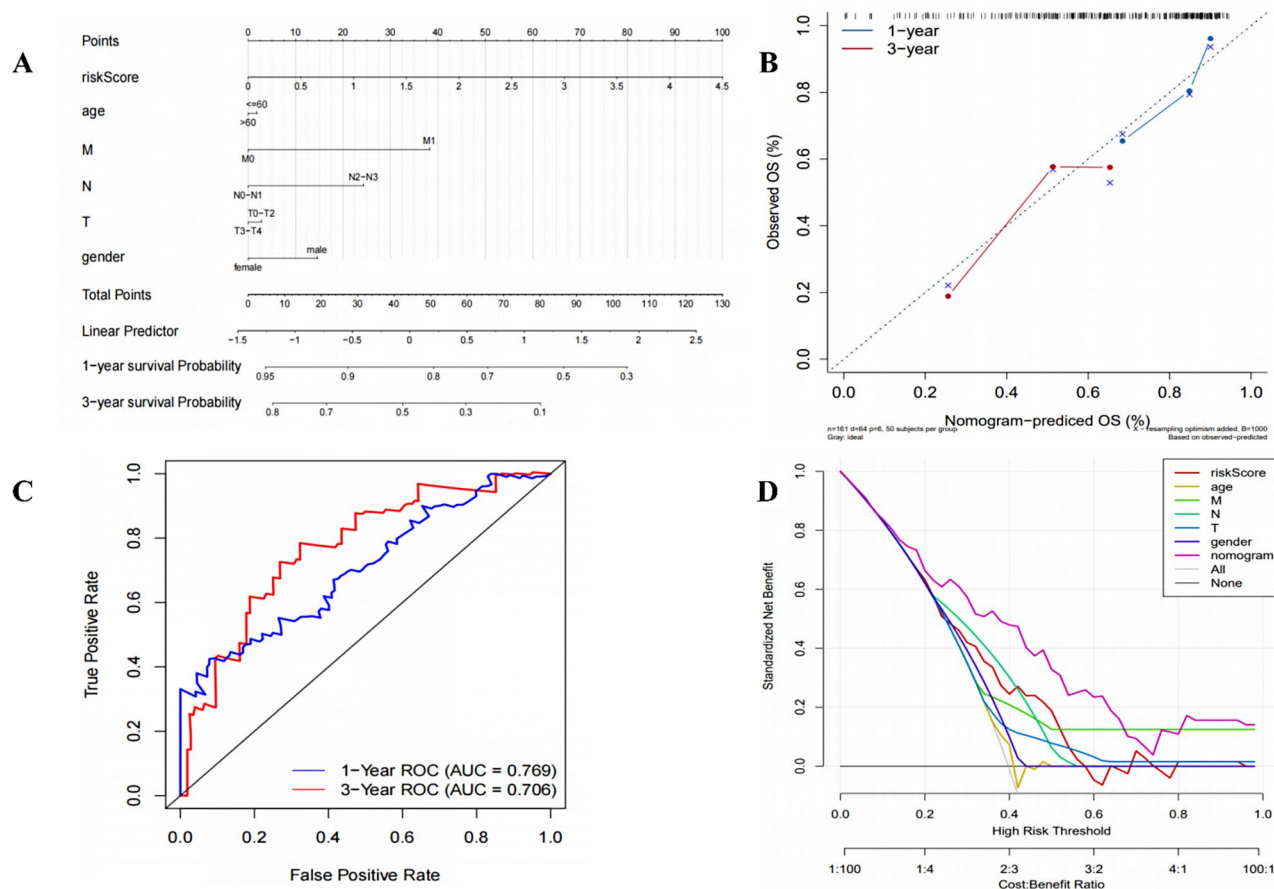 A
Points
0 10 20 30 40 50 60 70 80 90 100
riskScore
0 0.5 1 1.5 2 2.5 3 3.5 4 4.5
age
<=60
>60
M
M1
M0
N
N2-N3
N0-N1
T
T0-T2
T3-T4
gender
male
female
Total Points
0 10 20 30 40 50 60 70 80 90 100 110 120 130
Linear Predictor
-1.5 -1 -0.5 0 0.5 1 1.5 2 2.5
1-year survival Probability
0.95 0.9 0.8 0.7 0.5 0.3
3-year survival Probability
0.8 0.7 0.5 0.3 0.1
B
1-year
3-year
Observed OS (%)
0.0 0.2 0.4 0.6 0.8 1.0
0.0 0.2 0.4 0.6 0.8 1.0
Nomogram-prediced OS (%)
n=161 d=64 p=6, 50 subjects per group
Gray: ideal
X - resampling optimism added, B=1000
Based on observed-predicted
C
True Positive Rate
0.0 0.2 0.4 0.6 0.8 1.0
1-Year ROC (AUC = 0.769)
3-Year ROC (AUC = 0.706)
0.0 0.2 0.4 0.6 0.8 1.0
False Positive Rate
D
riskScore
age
M
N
T
gender
nomogram
All
None
Standardized Net Benefit
0.0 0.2 0.4 0.6 0.8 1.0
0.0 0.2 0.4 0.6 0.8 1.0
High Risk Threshold
1:100 1:4 2:3 3:2 4:1 100:1
Cost:Benefit Ratio